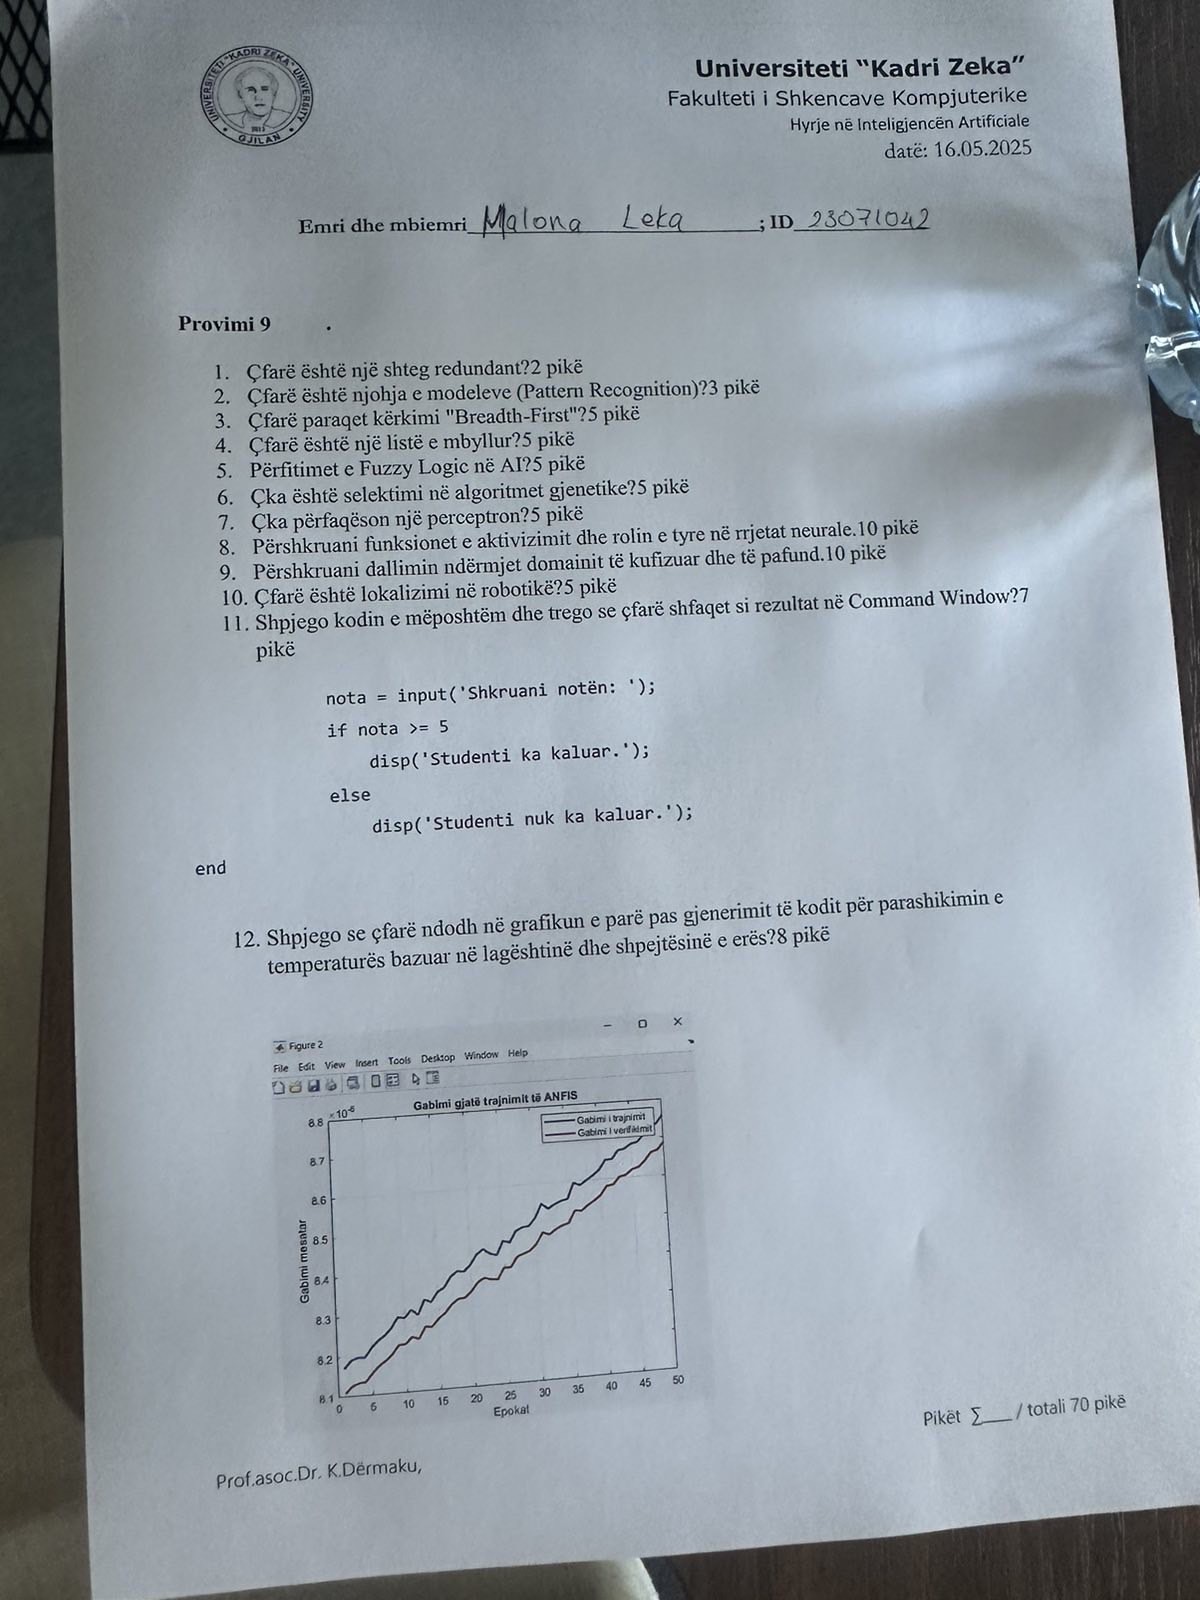 UNIVERSITETI "KADRI ZEKA" UNIVERSITY
2013
GJILAN
Universiteti “Kadri Zeka”
Fakulteti i Shkencave Kompjuterike
Hyrje në Inteligjencën Artificiale
datë: 16.05.2025
Emri dhe mbiemri Malona Leka ; ID 23071042
Provimi 9 .
1. Çfarë është një shteg redundant?2 pikë
2. Çfarë është njohja e modeleve (Pattern Recognition)?3 pikë
3. Çfarë paraqet kërkimi "Breadth-First"?5 pikë
4. Çfarë është një listë e mbyllur?5 pikë
5. Përfitimet e Fuzzy Logic në AI?5 pikë
6. Çka është selektimi në algoritmet gjenetike?5 pikë
7. Çka përfaqëson një perceptron?5 pikë
8. Përshkruani funksionet e aktivizimit dhe rolin e tyre në rrjetat neurale.10 pikë
9. Përshkruani dallimin ndërmjet domainit të kufizuar dhe të pafund.10 pikë
10. Çfarë është lokalizimi në robotikë?5 pikë
11. Shpjego kodin e mëposhtëm dhe trego se çfarë shfaqet si rezultat në Command Window?7
pikë
nota = input('Shkruani notën: ');
if nota >= 5
disp('Studenti ka kaluar.');
else
disp('Studenti nuk ka kaluar.');
end
12. Shpjego se çfarë ndodh në grafikun e parë pas gjenerimit të kodit për parashikimin e
temperaturës bazuar në lagështinë dhe shpejtësinë e erës?8 pikë
Figure 2
File Edit View Insert Tools Desktop Window Help
Gabimi gjatë trajnimit të ANFIS
Gabimi i trajnimit
Gabimi i verifikimit
8.8
8.7
8.6
8.5
8.4
8.3
8.2
8.1
Gabimi mesatar
0 5 10 15 20 25 30 35 40 45 50
Epokat
Pikët ∑___ / totali 70 pikë
Prof.asoc.Dr. K.Dërmaku,